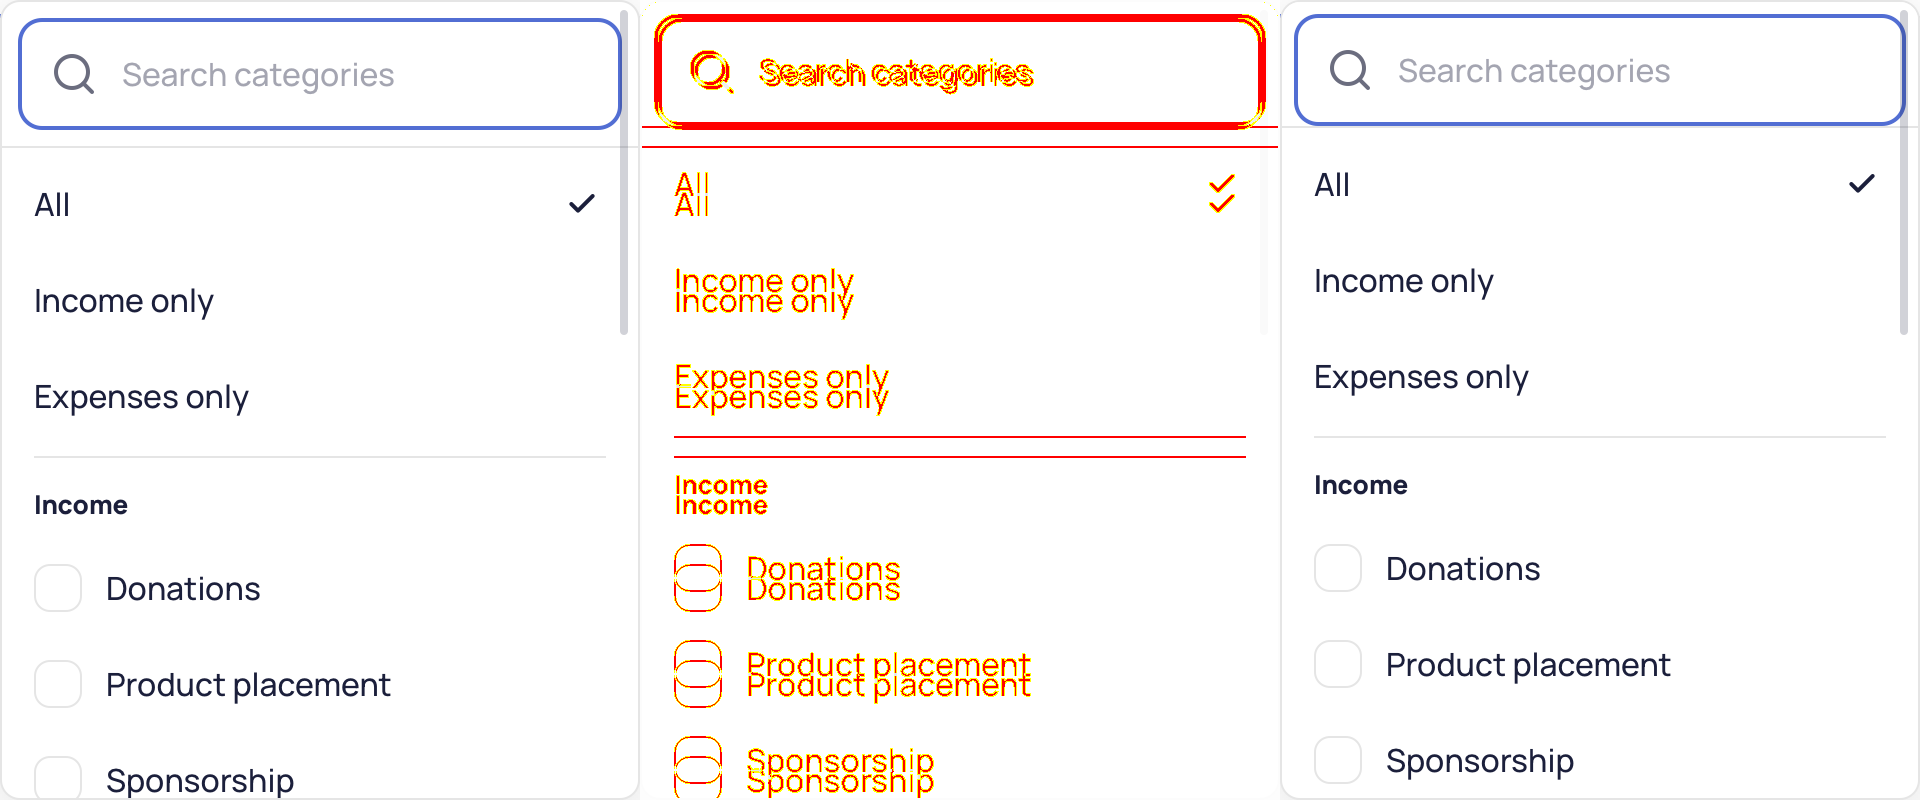 Search categories
All
Income only
Expenses only
Income
Donations
Product placement
Sponsorship
Search categories
All
All
Income only
Income only
Expenses only
Expenses only
Income
Income
Donations
Donations
Product placement
Product placement
Sponsorship
Sponsorship
Search categories
All
Income only
Expenses only
Income
Donations
Product placement
Sponsorship